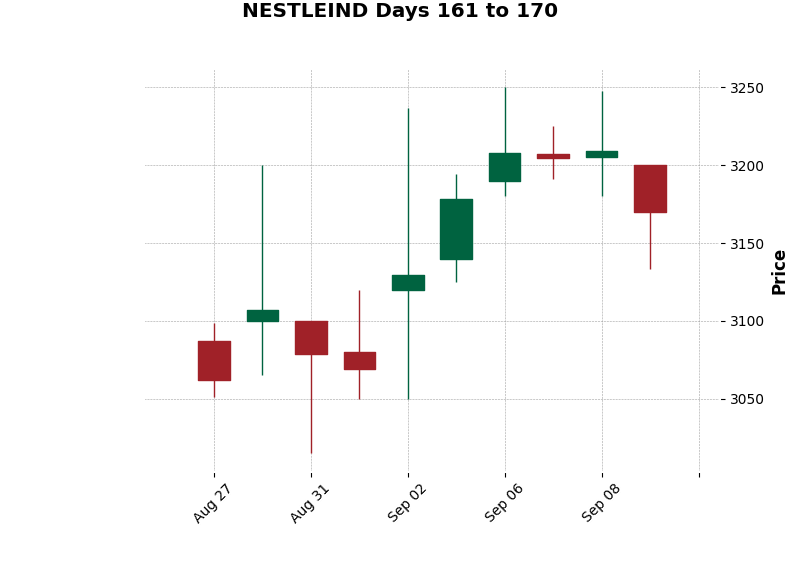 NESTLEIND Days 161 to 170
3250
3200
3150
3100
3050
Price
Aug 27
Aug 31
Sep 02
Sep 06
Sep 08